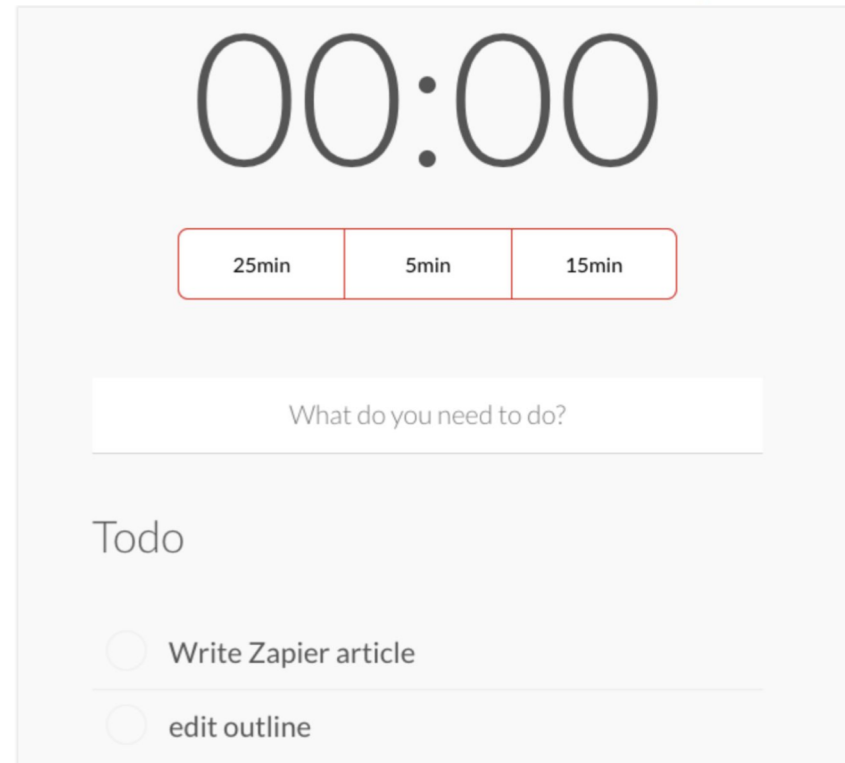 00:00
25min 5min 15min
What do you need to do?
Todo
Write Zapier article
edit outline